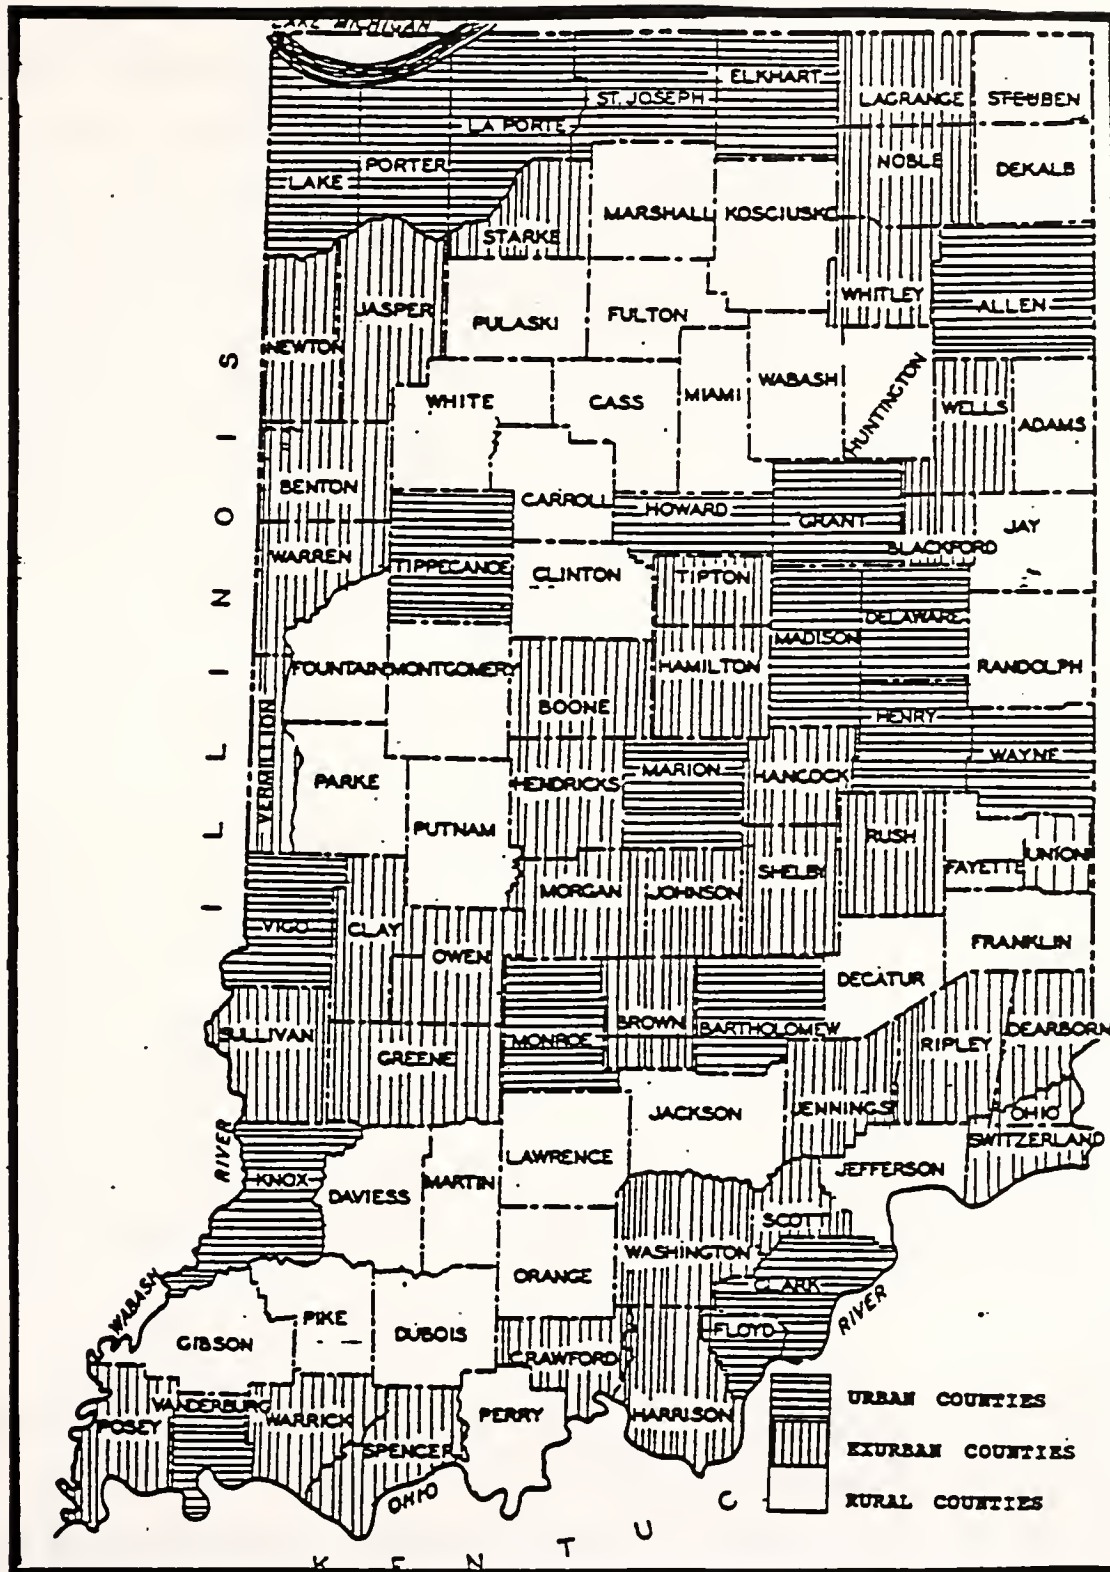 LAKE MICHIGAN
ELKHART
LAGRANGE
STEUBEN
ST. JOSEPH
LA PORTE
PORTER
NOBLE
DEKALB
LAKE
MARSHALL
KOSCIUSKO
STARKE
WHITLEY
ALLEN
JASPER
PULASKI
FULTON
NEWTON
WHITE
CASS
MIAMI
WABASH
HUNTINGTON
WELLS
ADAMS
BENTON
CARROLL
HOWARD
GRANT
JAY
BLACKFORD
WARREN
TIPPECANOE
CLINTON
TIPTON
DELAWARE
MADISON
FOUNTAIN
MONTGOMERY
HAMILTON
RANDOLPH
BOONE
HENRY
VERMILLION
WAYNE
PARKE
HENDRICKS
MARION
HANCOCK
PUTNAM
RUSH
UNION
FAYETTE
SHELBY
MORGAN
JOHNSON
VIGO
CLAY
OWEN
FRANKLIN
DECATUR
SULLIVAN
GREENE
MONROE
BROWN
BARTHOLOMEW
RIPLEY
DEARBORN
JACKSON
JENNINGS
OHIO
SWITZERLAND
RIVER
KNOX
DAVIESS
MARTIN
LAWRENCE
JEFFERSON
SCOTT
WASHINGTON
ORANGE
CLARK
WABASH
PIKE
GIBSON
DUBOIS
CRAWFORD
FLOYD
RIVER
POSEY
VANDERBURG
WARRICK
SPENCER
PERRY
HARRISON
OHIO
ILLINOIS
KENTUC
URBAN COUNTIES
EXURBAN COUNTIES
RURAL COUNTIES